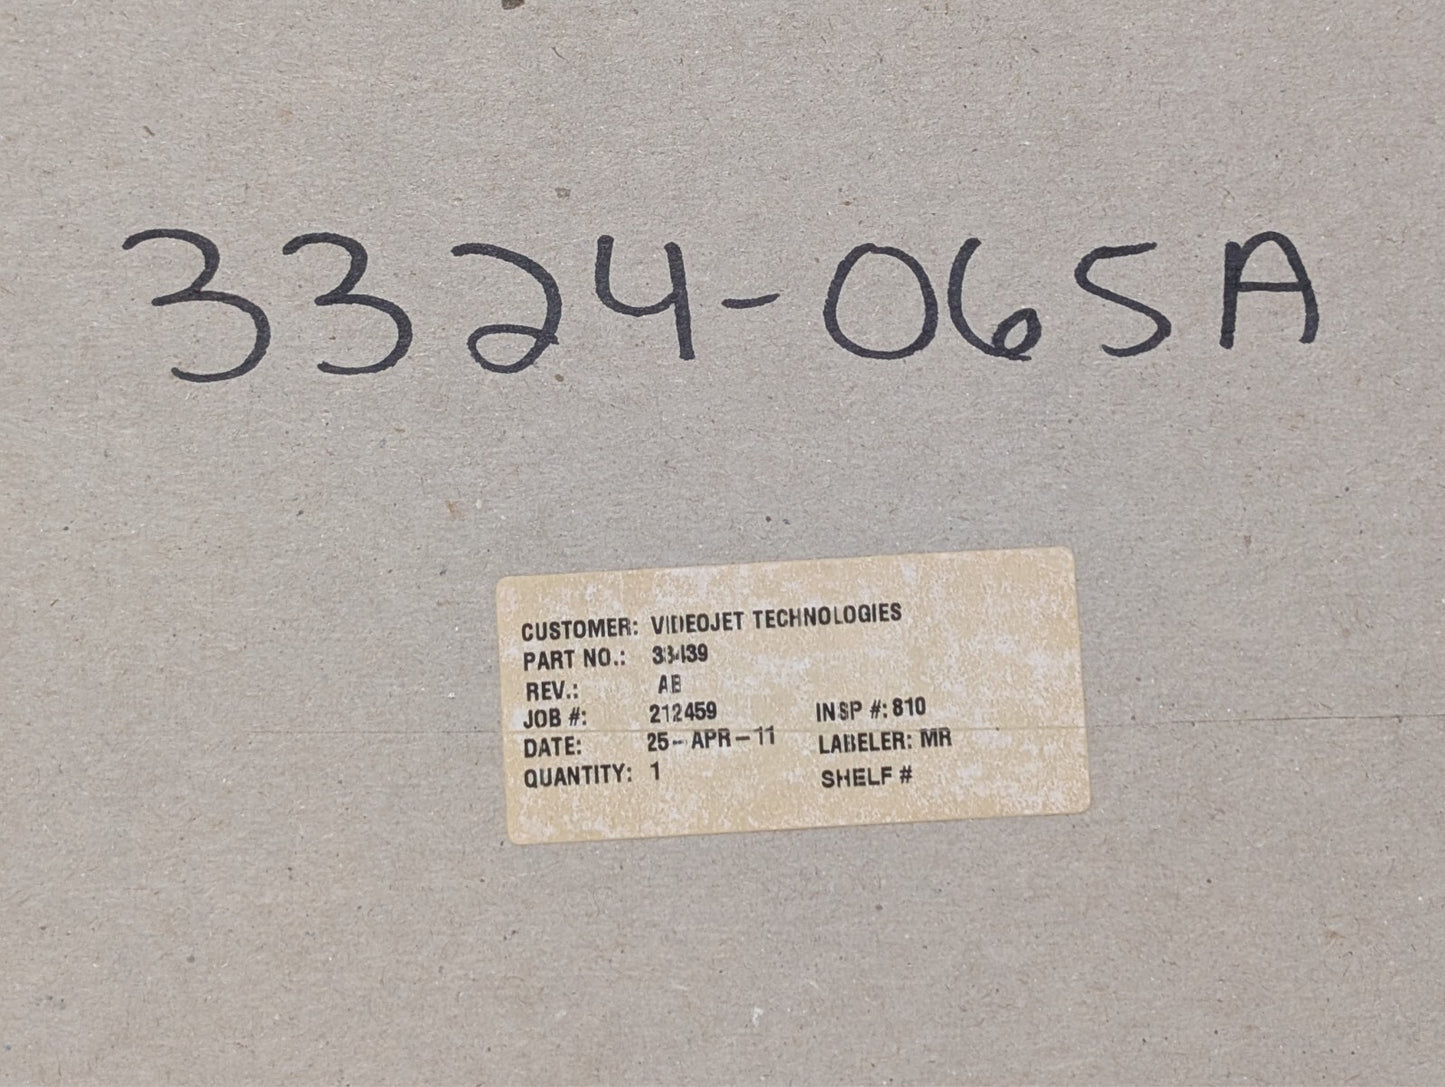 3324-065A
CUSTOMER: VIDEOJET TECHNOLOGIES
PART NO.:
REV.: AB
JOB #: 212459 INSP #: 810
DATE: 25-APR-11 LABELER: MR
QUANTITY: 1 SHELF #